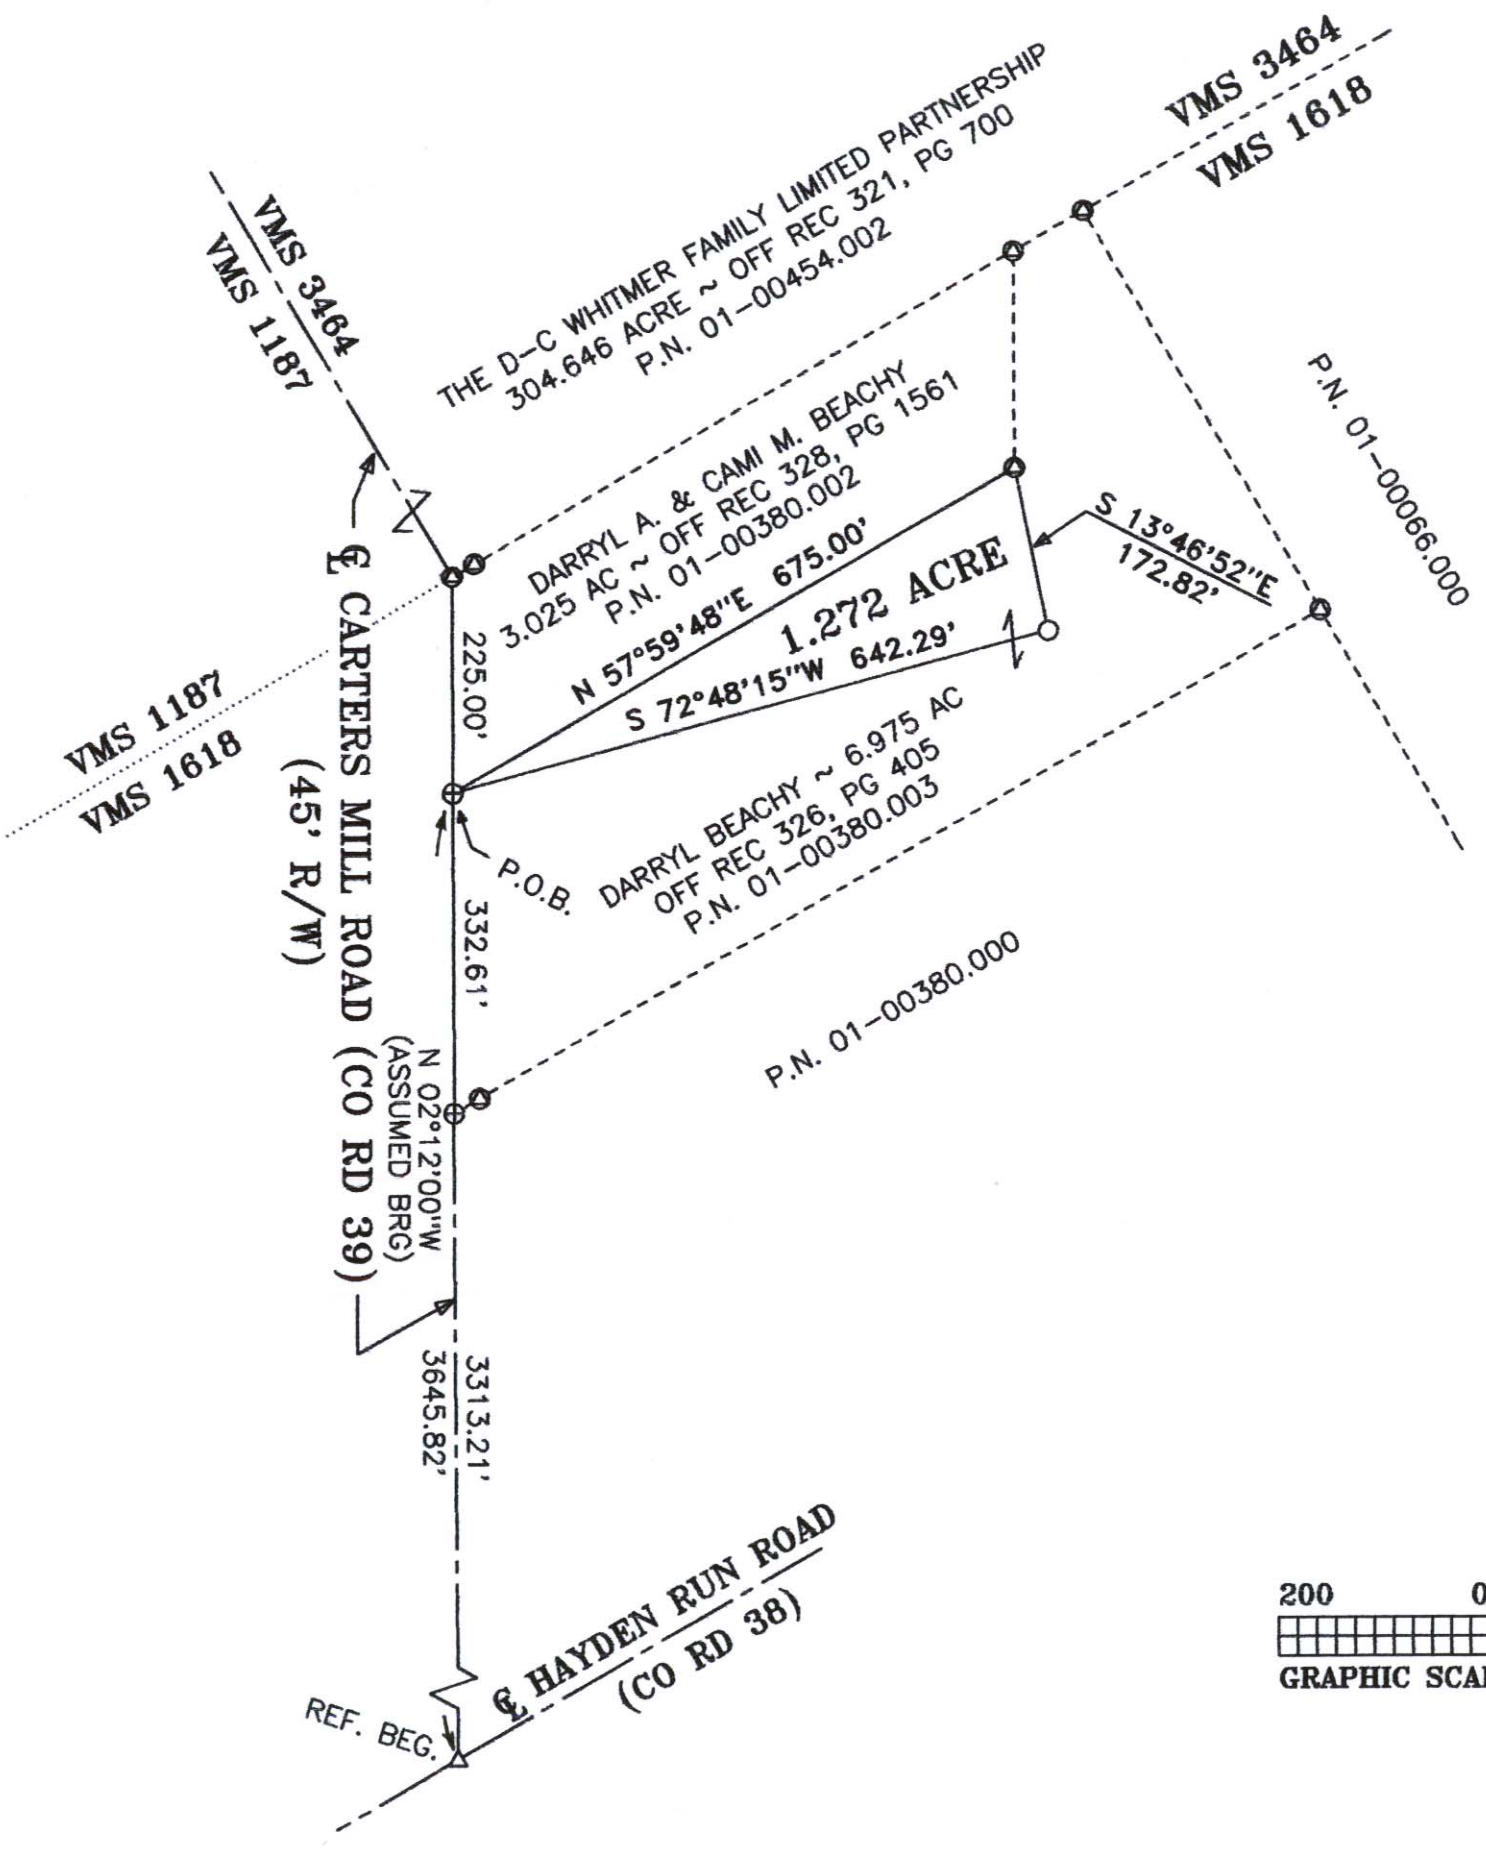 VMS 3464
VMS 1618
THE D-C WHITMER FAMILY LIMITED PARTNERSHIP
304.646 ACRE ~ OFF REC 321, PG 700
P.N. 01-00454.002
VMS 3464
VMS 1187
P.N. 01-00066.000
DARRYL A. & CAMI M. BEACHY
3.025 AC ~ OFF REC 328, PG 1561
P.N. 01-00380.002
N 57°59'48"E 675.00'
1.272 ACRE
S 72°48'15"W 642.29'
S 13°46'52"E
172.82'
225.00'
VMS 1187
VMS 1618
℄ CARTERS MILL ROAD (CO RD 39)
(45' R/W)
P.O.B.
DARRYL BEACHY ~ 6.975 AC
OFF REC 326, PG 405
P.N. 01-00380.003
332.61'
P.N. 01-00380.000
N 02°12'00"W
(ASSUMED BRG)
3313.21'
3645.82'
℄ HAYDEN RUN ROAD
(CO RD 38)
REF. BEG.
200 0
GRAPHIC SCA